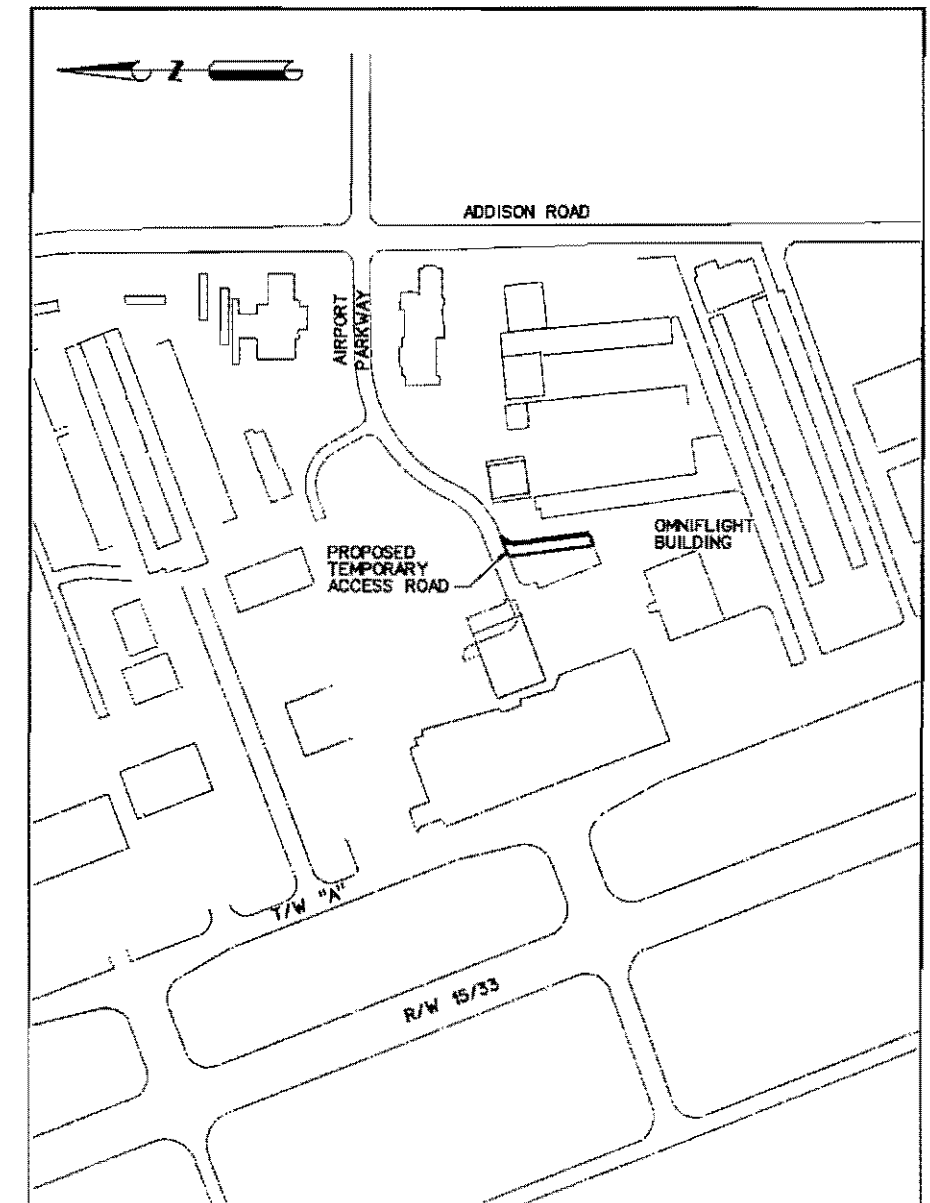 Z
ADDISON ROAD
AIRPORT
PARKWAY
PROPOSED
TEMPORARY
ACCESS ROAD
OMNIFLIGHT
BUILDING
T/W "A"
R/W 15/33